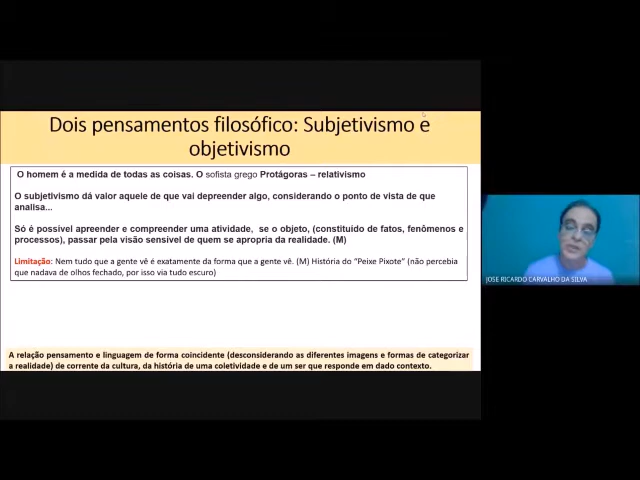 Dois pensamentos filosófico: Subjetivismo e
objetivismo
O homem é a medida de todas as coisas. O sofista grego Protágoras – relativismo
O subjetivismo dá valor aquele de que vai depreender algo, considerando o ponto de vista de que
analisa...
Só é possível apreender e compreender uma atividade, se o objeto, (constituído de fatos, fenômenos e
processos), passar pela visão sensível de quem se apropria da realidade. (M)
Limitação: Nem tudo que a gente vê é exatamente da forma que a gente vê. (M) História do "Peixe Pixote" (não percebia
que nadava de olhos fechado, por isso via tudo escuro)
JOSE RICARDO CARVALHO DA SILVA
A relação pensamento e linguagem de forma coincidente (desconsiderando as diferentes imagens e formas de categorizar
a realidade) de corrente da cultura, da história de uma coletividade e de um ser que responde em dado contexto.